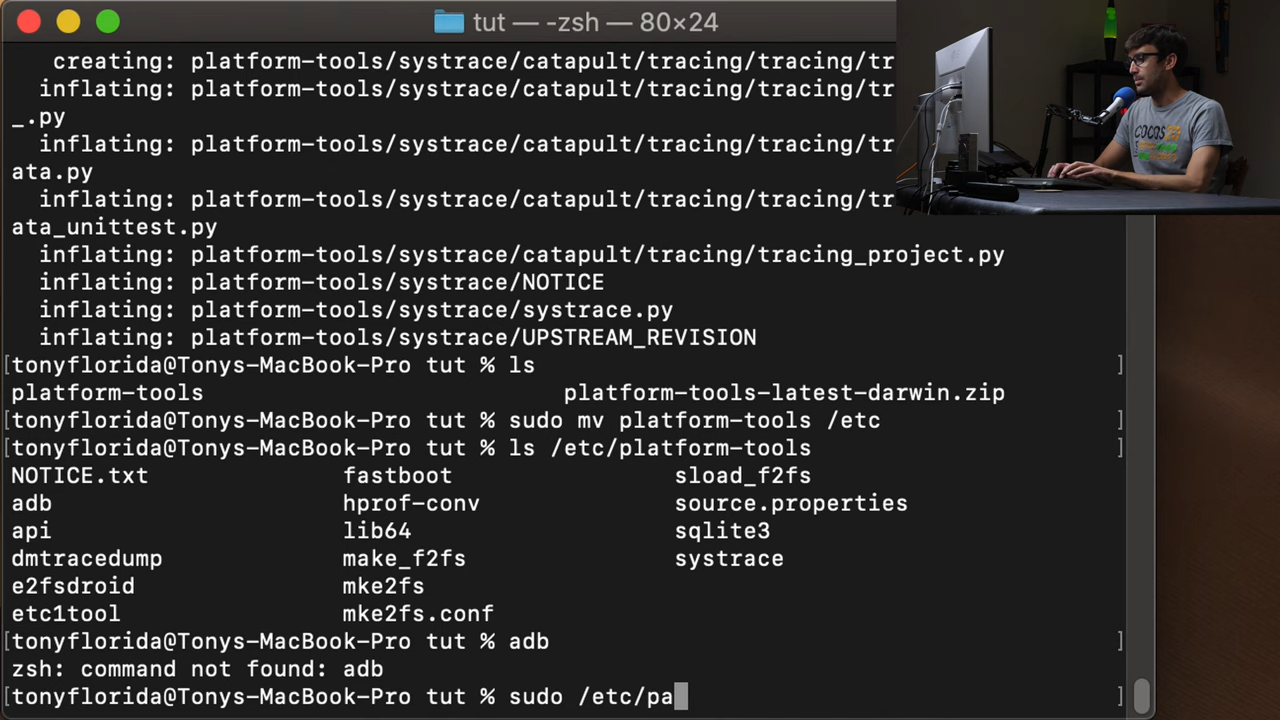 tut — -zsh — 80×24
creating: platform-tools/systrace/catapult/tracing/tracing/tr
inflating: platform-tools/systrace/catapult/tracing/tracing/tr
_.py
inflating: platform-tools/systrace/catapult/tracing/tracing/tr
ata.py
inflating: platform-tools/systrace/catapult/tracing/tracing/tr
ata_unittest.py
inflating: platform-tools/systrace/catapult/tracing/tracing_project.py
inflating: platform-tools/systrace/NOTICE
inflating: platform-tools/systrace/systrace.py
inflating: platform-tools/systrace/UPSTREAM_REVISION
[tonyflorida@Tonys-MacBook-Pro tut % ls ]
platform-tools platform-tools-latest-darwin.zip
[tonyflorida@Tonys-MacBook-Pro tut % sudo mv platform-tools /etc ]
[tonyflorida@Tonys-MacBook-Pro tut % ls /etc/platform-tools ]
NOTICE.txt fastboot sload_f2fs
adb hprof-conv source.properties
api lib64 sqlite3
dmtracedump make_f2fs systrace
e2fsdroid mke2fs
etc1tool mke2fs.conf
[tonyflorida@Tonys-MacBook-Pro tut % adb ]
zsh: command not found: adb
[tonyflorida@Tonys-MacBook-Pro tut % sudo /etc/pa ]
COCOS